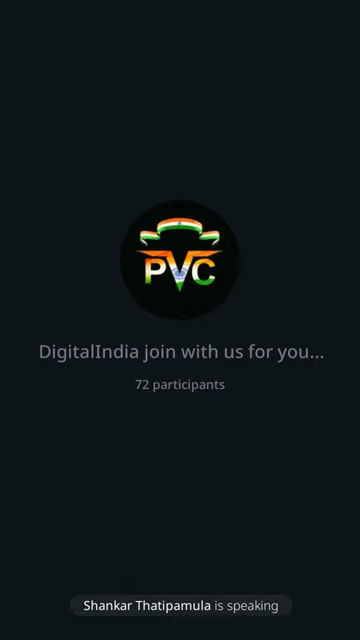 PVC
DigitalIndia join with us for you...
72 participants
Shankar Thatipamula is speaking